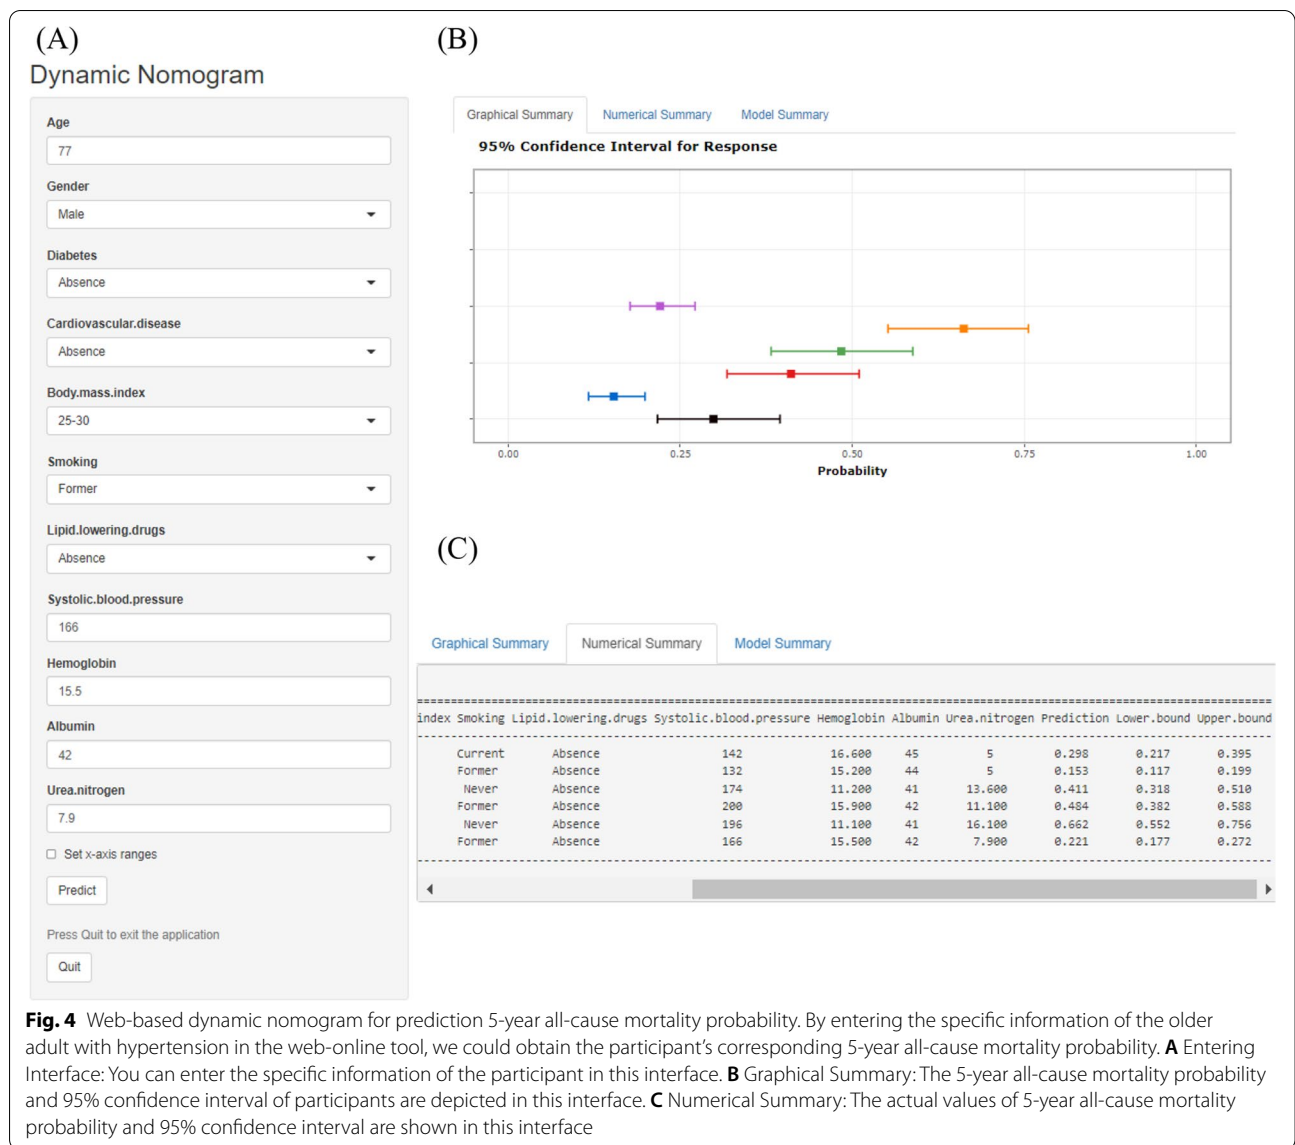 (A)
Dynamic Nomogram
Age
77
Gender
Male
Diabetes
Absence
Cardiovascular.disease
Absence
Body.mass.index
25-30
Smoking
Former
Lipid.lowering.drugs
Absence
Systolic.blood.pressure
166
Hemoglobin
15.5
Albumin
42
Urea.nitrogen
7.9
Set x-axis ranges
Predict
Press Quit to exit the application
Quit
(B)
Graphical Summary Numerical Summary Model Summary
95% Confidence Interval for Response
0.00 0.25 0.50 0.75 1.00
Probability
(C)
Graphical Summary Numerical Summary Model Summary
index Smoking Lipid.lowering.drugs Systolic.blood.pressure Hemoglobin Albumin Urea.nitrogen Prediction Lower.bound Upper.bound
Current Absence 142 16.600 45 5 0.298 0.217 0.395
Former Absence 132 15.200 44 5 0.153 0.117 0.199
Never Absence 174 11.200 41 13.600 0.411 0.318 0.510
Former Absence 200 15.900 42 11.100 0.484 0.382 0.588
Never Absence 196 11.100 41 16.100 0.662 0.552 0.756
Former Absence 166 15.500 42 7.900 0.221 0.177 0.272
Fig. 4 Web-based dynamic nomogram for prediction 5-year all-cause mortality probability. By entering the specific information of the older
adult with hypertension in the web-online tool, we could obtain the participant's corresponding 5-year all-cause mortality probability. A Entering
Interface: You can enter the specific information of the participant in this interface. B Graphical Summary: The 5-year all-cause mortality probability
and 95% confidence interval of participants are depicted in this interface. C Numerical Summary: The actual values of 5-year all-cause mortality
probability and 95% confidence interval are shown in this interface